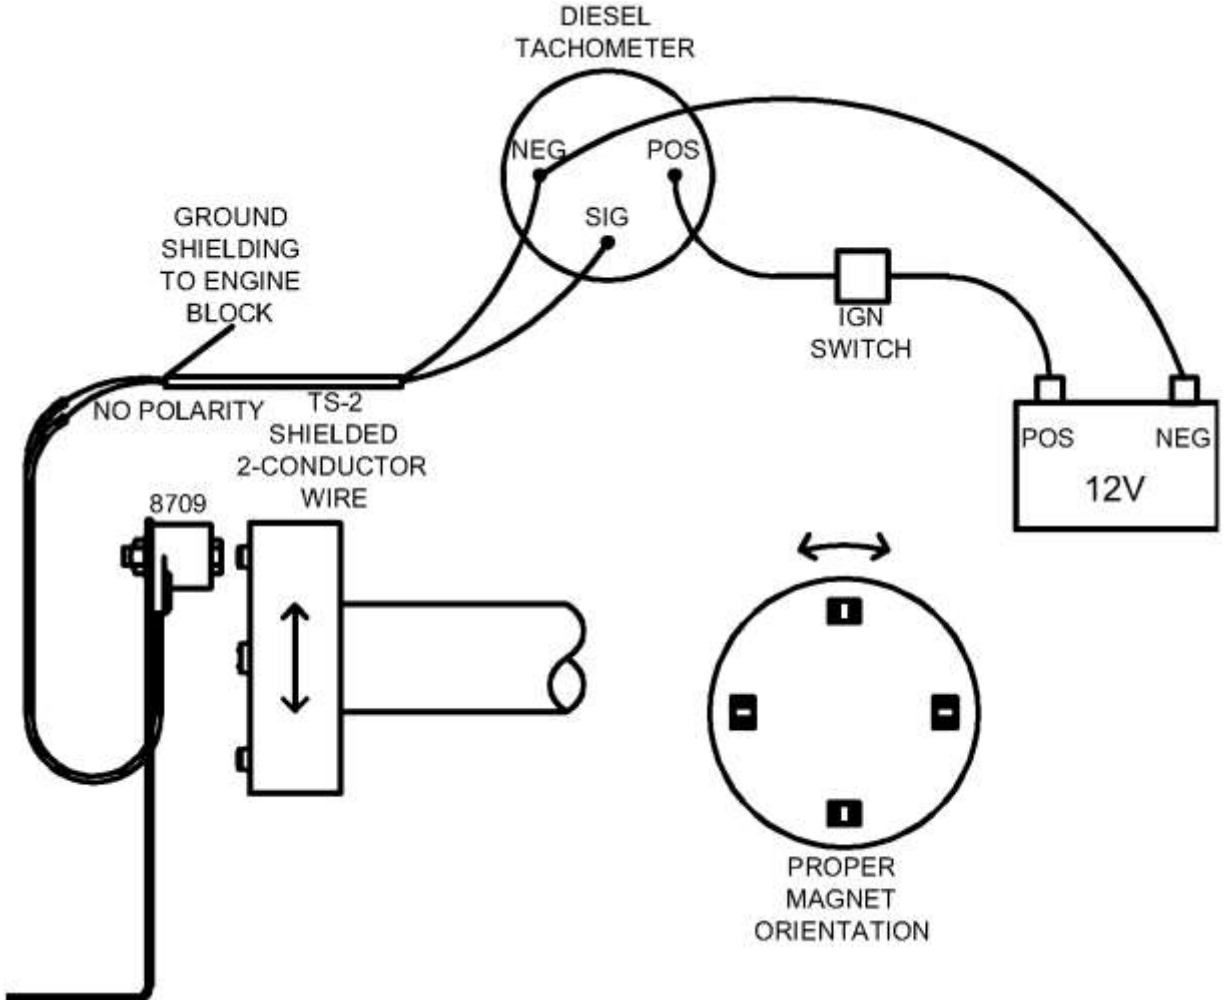 DIESEL
TACHOMETER
NEG
POS
SIG
GROUND
SHIELDING
TO ENGINE
BLOCK
IGN
SWITCH
NO POLARITY
TS-2
SHIELDED
2-CONDUCTOR
WIRE
POS
NEG
12V
8709
PROPER
MAGNET
ORIENTATION